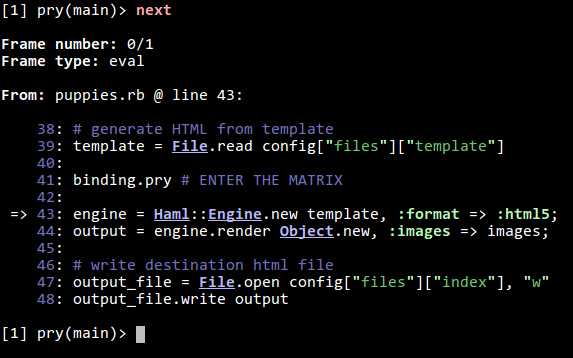 [1] pry(main)> next
Frame number: 0/1
Frame type: eval
From: puppies.rb @ line 43:
38: # generate HTML from template
39: template = File.read config["files"]["template"]
40:
41: binding.pry # ENTER THE MATRIX
42:
=> 43: engine = Haml::Engine.new template, :format => :html5;
44: output = engine.render Object.new, :images => images;
45:
46: # write destination html file
47: output_file = File.open config["files"]["index"], "w"
48: output_file.write output
[1] pry(main)>